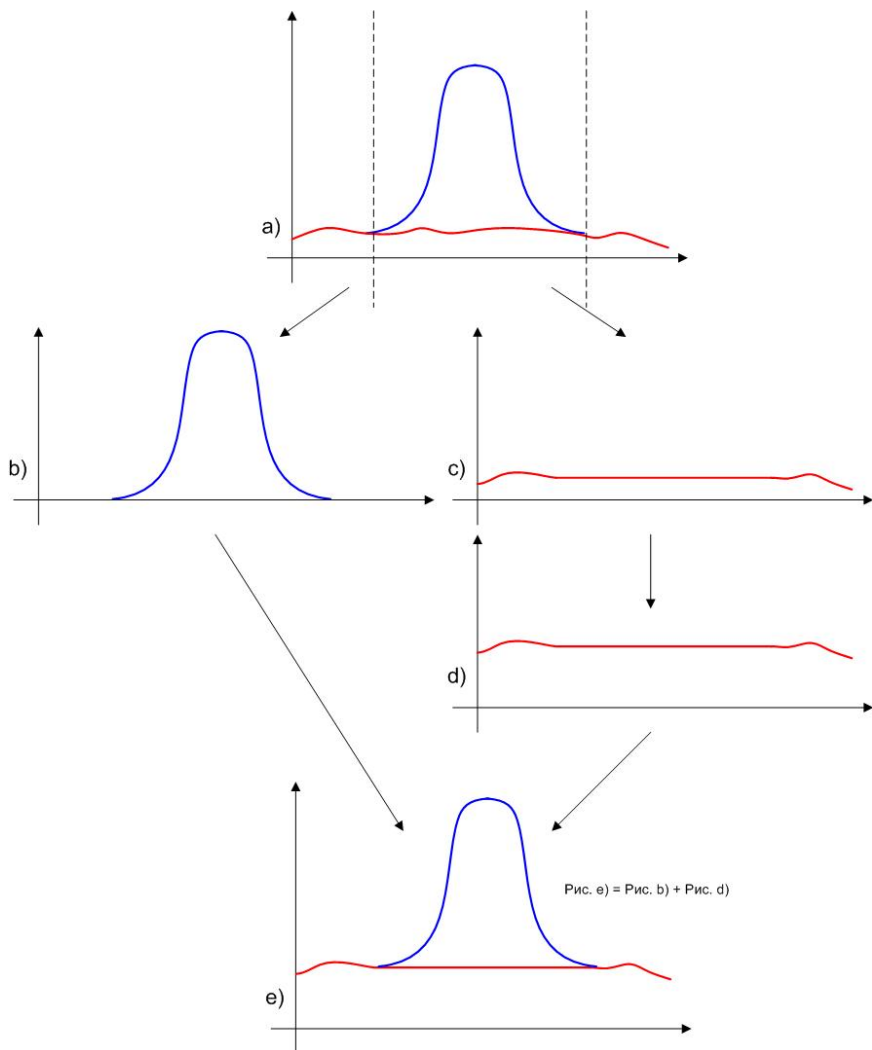 a)
b)
c)
d)
Рис. e) = Рис. b) + Рис. d)
e)